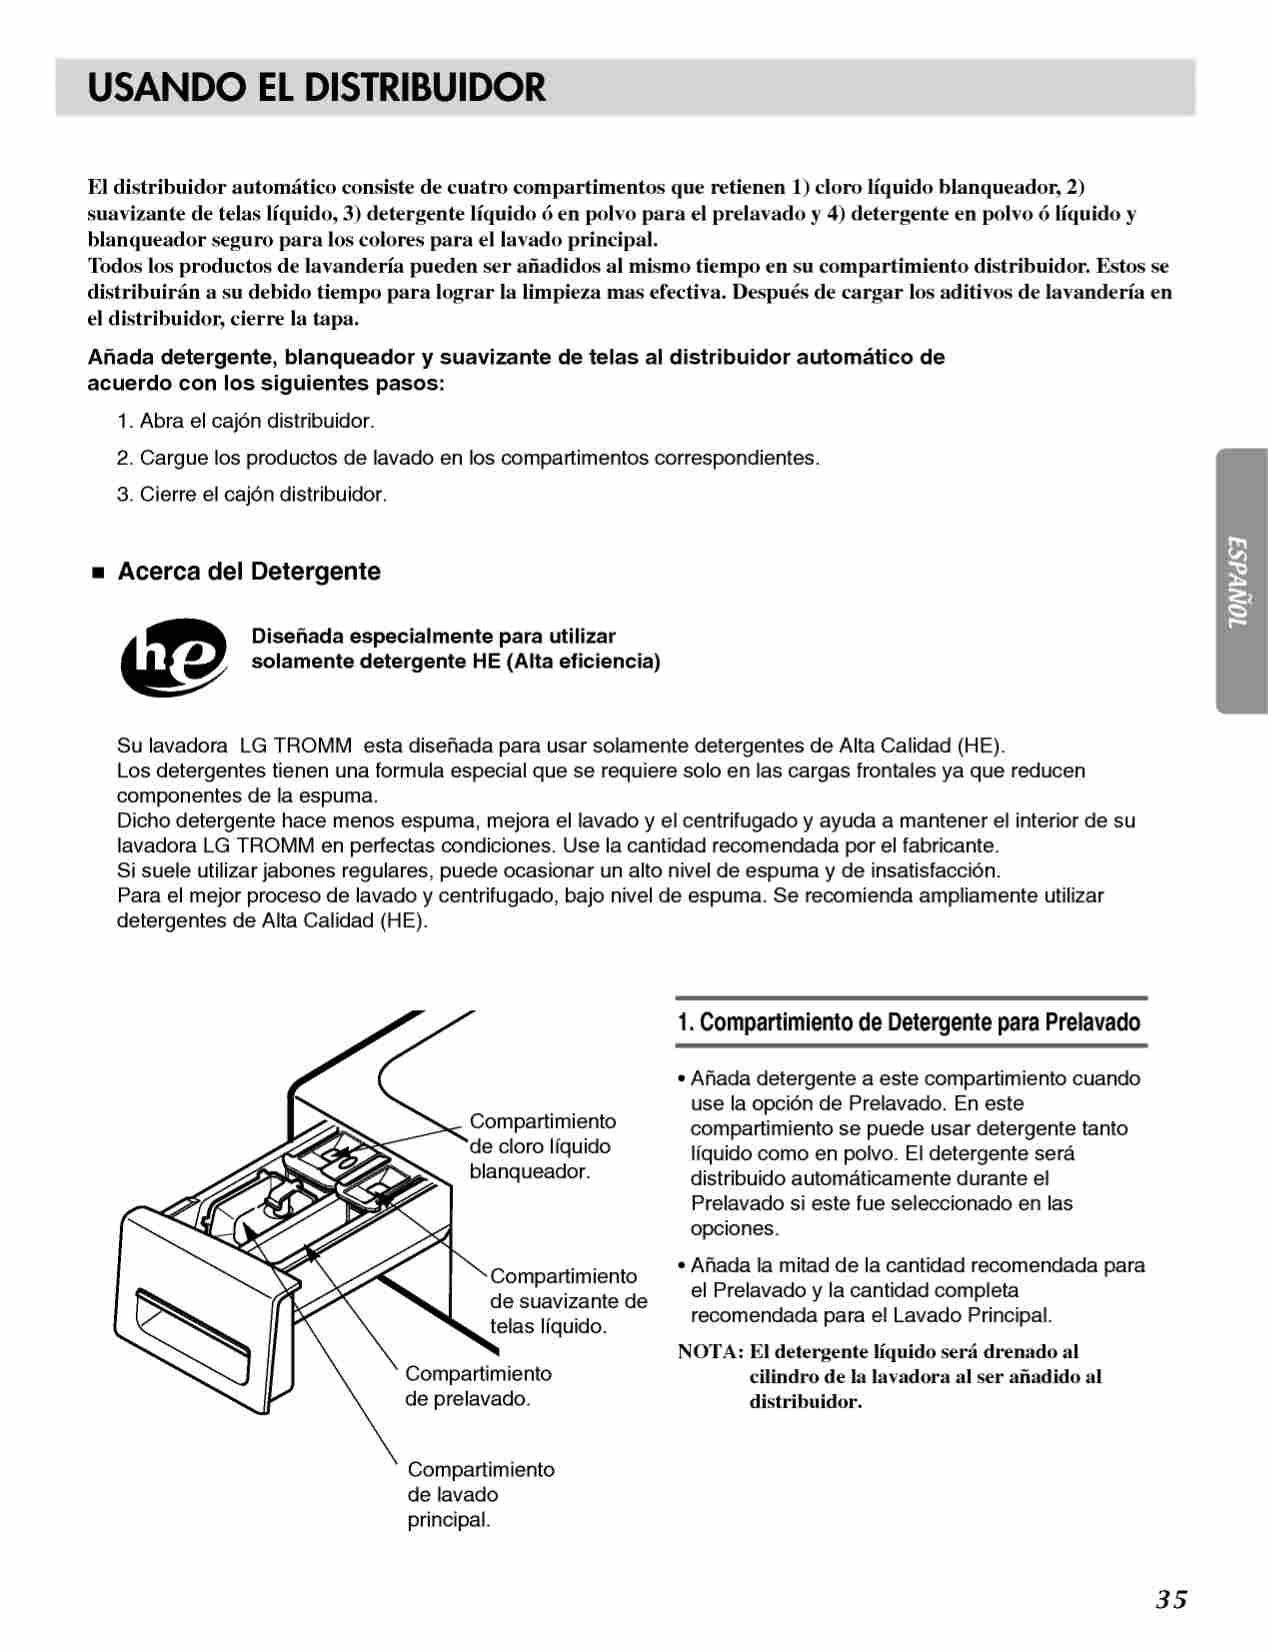 USANDO EL DISTRIBUIDOR
El distribuidor automático consiste de cuatro compartimentos que retienen 1) cloro líquido blanqueador, 2)
suavizante de telas líquido, 3) detergente líquido ó en polvo para el prelavado y 4) detergente en polvo ó líquido y
blanqueador seguro para los colores para el lavado principal.
Todos los productos de lavandería pueden ser añadidos al mismo tiempo en su compartimiento distribuidor. Estos se
distribuirán a su debido tiempo para lograr la limpieza mas efectiva. Después de cargar los aditivos de lavandería en
el distribuidor, cierre la tapa.
Añada detergente, blanqueador y suavizante de telas al distribuidor automático de
acuerdo con los siguientes pasos:
1. Abra el cajón distribuidor.
2. Cargue los productos de lavado en los compartimentos correspondientes.
3. Cierre el cajón distribuidor.
ESPAÑOL
■ Acerca del Detergente
he
Diseñada especialmente para utilizar
solamente detergente HE (Alta eficiencia)
Su lavadora LG TROMM esta diseñada para usar solamente detergentes de Alta Calidad (HE).
Los detergentes tienen una formula especial que se requiere solo en las cargas frontales ya que reducen
componentes de la espuma.
Dicho detergente hace menos espuma, mejora el lavado y el centrifugado y ayuda a mantener el interior de su
lavadora LG TROMM en perfectas condiciones. Use la cantidad recomendada por el fabricante.
Si suele utilizar jabones regulares, puede ocasionar un alto nivel de espuma y de insatisfacción.
Para el mejor proceso de lavado y centrifugado, bajo nivel de espuma. Se recomienda ampliamente utilizar
detergentes de Alta Calidad (HE).
Compartimiento
de cloro líquido
blanqueador.
Compartimiento
de suavizante de
telas líquido.
Compartimiento
de prelavado.
Compartimiento
de lavado
principal.
1. Compartimiento de Detergente para Prelavado
• Añada detergente a este compartimiento cuando
use la opción de Prelavado. En este
compartimiento se puede usar detergente tanto
líquido como en polvo. El detergente será
distribuido automáticamente durante el
Prelavado si este fue seleccionado en las
opciones.
• Añada la mitad de la cantidad recomendada para
el Prelavado y la cantidad completa
recomendada para el Lavado Principal.
NOTA: El detergente líquido será drenado al
cilindro de la lavadora al ser añadido al
distribuidor.
35